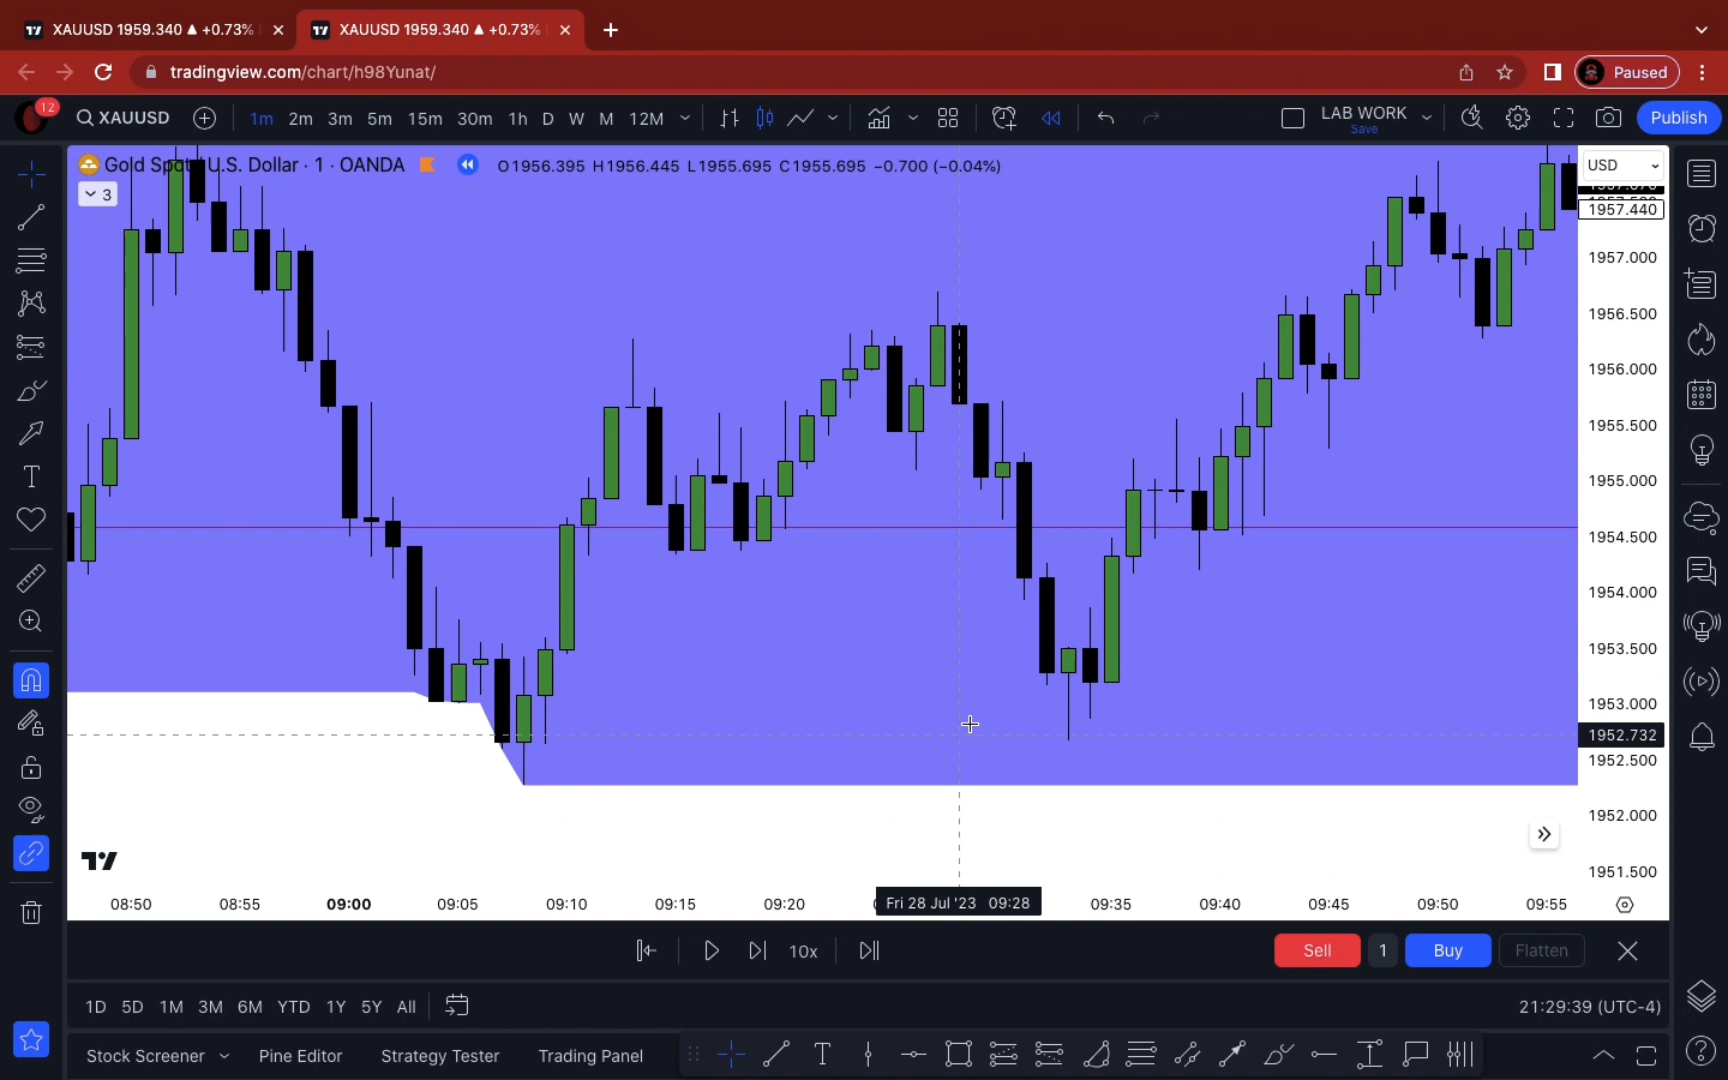 XAUUSD 1959.340 ▲ +0.73%
XAUUSD 1959.340 ▲ +0.73%
tradingview.com/chart/h98Yunat/
Paused
12
XAUUSD
1m 2m 3m 5m 15m 30m 1h D W M 12M
LAB WORK
Save
Publish
Gold Spot / U.S. Dollar · 1 · OANDA
O1956.395 H1956.445 L1955.695 C1955.695 −0.700 (−0.04%)
3
USD
1957.440
1957.000
1956.500
1956.000
1955.500
1955.000
1954.500
1954.000
1953.500
1953.000
1952.732
1952.500
1952.000
1951.500
08:50 08:55 09:00 09:05 09:10 09:15 09:20 Fri 28 Jul '23 09:28 09:35 09:40 09:45 09:50 09:55
10x
Sell 1 Buy Flatten
1D 5D 1M 3M 6M YTD 1Y 5Y All
21:29:39 (UTC-4)
Stock Screener Pine Editor Strategy Tester Trading Panel